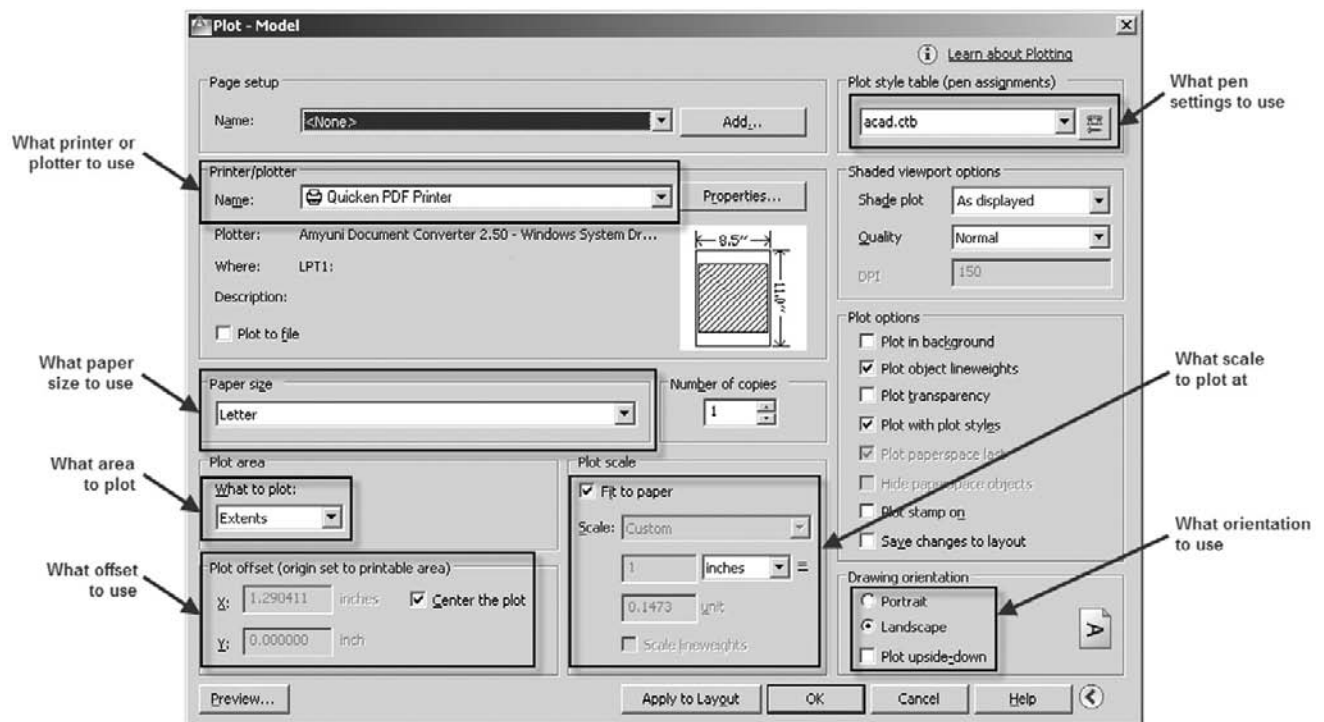 Plot - Model
Learn about Plotting
Page setup
Name: <None> Add...
Plot style table (pen assignments)
acad.ctb
What pen
settings to use
What printer or
plotter to use
Printer/plotter
Name: Quicken PDF Printer Properties...
Plotter: Amyuni Document Converter 2.50 - Windows System Dr...
Where: LPT1:
Description:
Plot to file
8.5"
11.0"
Shaded viewport options
Shade plot As displayed
Quality Normal
DPI 150
What paper
size to use
Paper size
Letter
Number of copies
1
Plot options
Plot in background
Plot object lineweights
Plot transparency
Plot with plot styles
Plot paperspace last
Hide paperspace objects
Plot stamp on
Save changes to layout
What scale
to plot at
What area
to plot
Plot area
What to plot:
Extents
Plot scale
Fit to paper
Scale: Custom
1 inches =
0.1473 unit
Scale lineweights
What offset
to use
Plot offset (origin set to printable area)
X: 1.290411 inches Center the plot
Y: 0.000000 inch
What orientation
to use
Drawing orientation
Portrait
Landscape
Plot upside-down
A
Preview... Apply to Layout OK Cancel Help